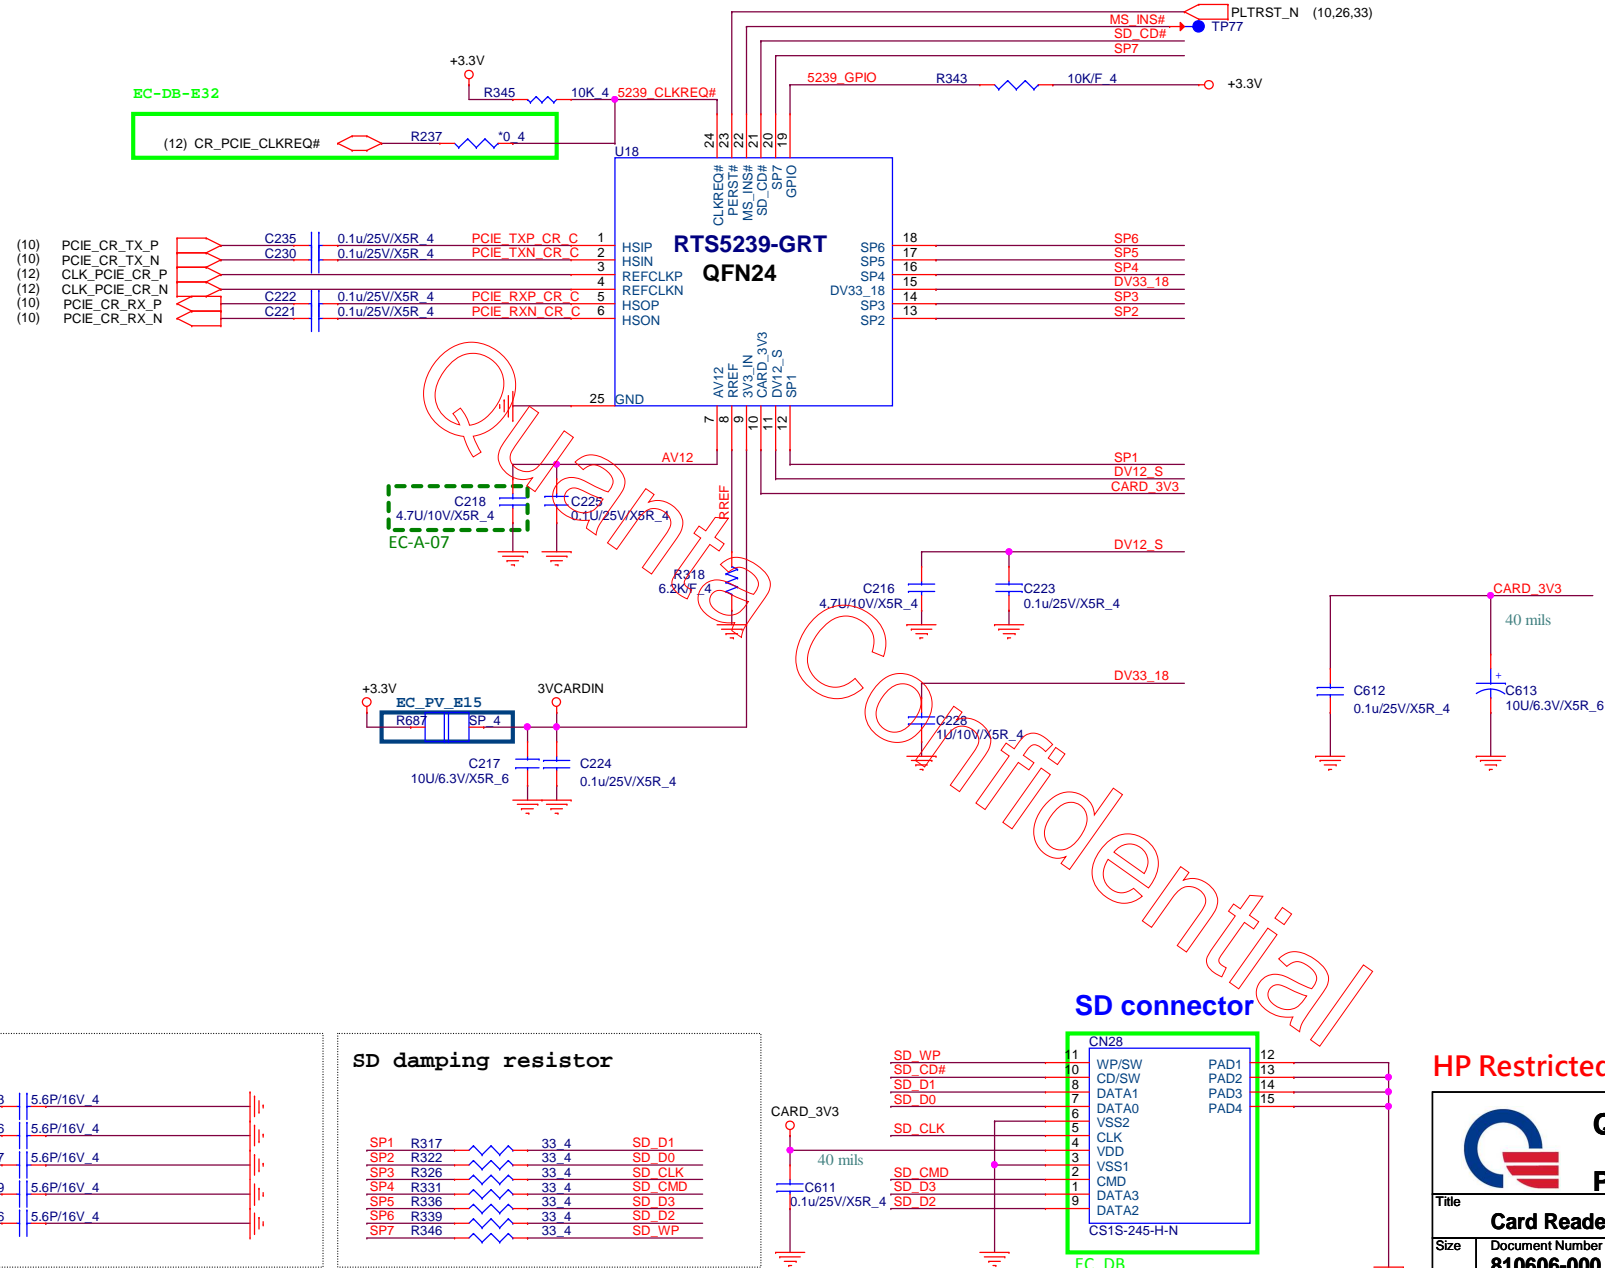 PLTRST_N (10,26,33)
MS_INS#
TP77
SD_CD#
SP7
+3.3V
5239_GPIO R343 10K/F_4 +3.3V
EC-DB-E32
R345 10K_4 5239_CLKREQ#
(12) CR_PCIE_CLKREQ# R237 *0_4
24 23 22 21 20 19
U18
CLKREQ# PERST# MS_INS# SD_CD# SP7 GPIO
RTS5239-GRT
QFN24
(10) PCIE_CR_TX_P C235 0.1u/25V/X5R_4 PCIE_TXP_CR_C 1 HSIP
(10) PCIE_CR_TX_N C230 0.1u/25V/X5R_4 PCIE_TXN_CR_C 2 HSIN
(12) CLK_PCIE_CR_P 3 REFCLKP
(12) CLK_PCIE_CR_N 4 REFCLKN
(10) PCIE_CR_RX_P C222 0.1u/25V/X5R_4 PCIE_RXP_CR_C 5 HSOP
(10) PCIE_CR_RX_N C221 0.1u/25V/X5R_4 PCIE_RXN_CR_C 6 HSON
SP6 18 SP6
SP5 17 SP5
SP4 16 SP4
DV33_18 15 DV33_18
SP3 14 SP3
SP2 13 SP2
AV12 RREF 3V3_IN CARD_3V3 DV12_S SP1
25 GND
7 8 9 10 11 12
AV12
SP1
DV12_S
CARD_3V3
RREF
C218
4.7U/10V/X5R_4
EC-A-07
C225
0.1U/25V/X5R_4
R318
6.2K/F_4
DV12_S
C216
4.7U/10V/X5R_4
C223
0.1u/25V/X5R_4
CARD_3V3
40 mils
C612
0.1u/25V/X5R_4
+
C613
10U/6.3V/X5R_6
DV33_18
C228
1U/10V/X5R_4
+3.3V
EC_PV_E15
3VCARDIN
R687 SP_4
C217
10U/6.3V/X5R_6
C224
0.1u/25V/X5R_4
Quanta Confidential
5.6P/16V_4
5.6P/16V_4
5.6P/16V_4
5.6P/16V_4
5.6P/16V_4
SD damping resistor
SP1 R317 33_4 SD_D1
SP2 R322 33_4 SD_D0
SP3 R326 33_4 SD_CLK
SP4 R331 33_4 SD_CMD
SP5 R336 33_4 SD_D3
SP6 R339 33_4 SD_D2
SP7 R346 33_4 SD_WP
SD connector
CN28
SD_WP 11 WP/SW PAD1 12
SD_CD# 10 CD/SW PAD2 13
SD_D1 8 DATA1 PAD3 14
SD_D0 7 DATA0 PAD4 15
6 VSS2
SD_CLK 5 CLK
4 VDD
3 VSS1
SD_CMD 2 CMD
SD_D3 1 DATA3
SD_D2 9 DATA2
CS1S-245-H-N
EC_DB
CARD_3V3
40 mils
C611
0.1u/25V/X5R_4
HP Restricted
Title
Card Reade
Size Document Number
810606-000